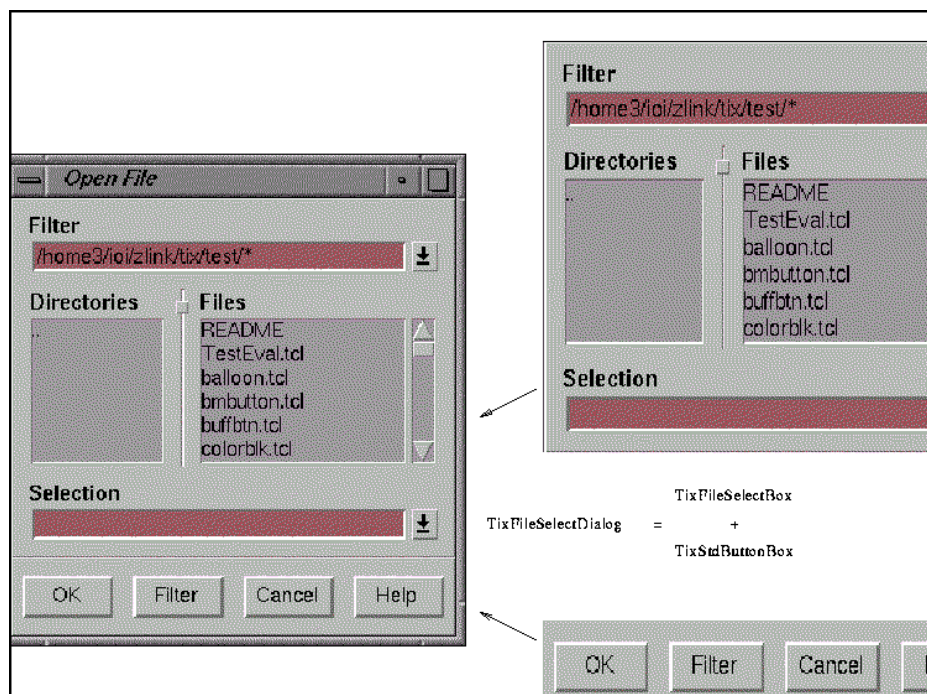 Open File
Filter
/home3/ioi/zlink/tix/test/*
Directories Files
..
README
TestEval.tcl
balloon.tcl
bmbutton.tcl
buffbtn.tcl
colorblk.tcl
Selection
OK Filter Cancel Help
Filter
/home3/ioi/zlink/tix/test/*
Directories Files
..
README
TestEval.tcl
balloon.tcl
bmbutton.tcl
buffbtn.tcl
colorblk.tcl
Selection
TixFileSelectBox
TixFileSelectDialog = +
TixStdButtonBox
OK Filter Cancel